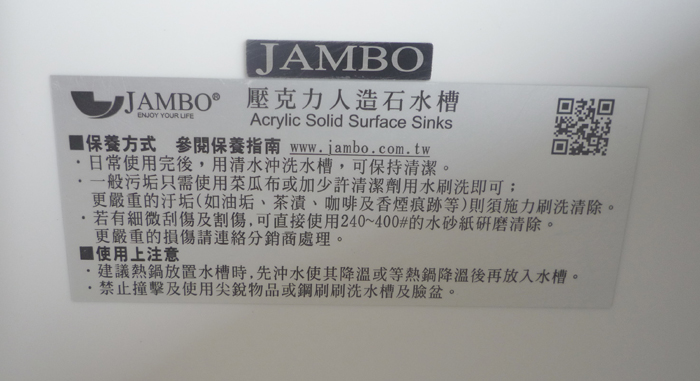 JAMBO
JAMBO®
ENJOY YOUR LIFE
壓克力人造石水槽
Acrylic Solid Surface Sinks
■保養方式 參閱保養指南 www.jambo.com.tw
・日常使用完後，用清水沖洗水槽，可保持清潔。
・一般污垢只需使用菜瓜布或加少許清潔劑用水刷洗即可；
更嚴重的汙垢(如油垢、茶漬、咖啡及香煙痕跡等)則須施力刷洗清除。
・若有細微刮傷及割傷,可直接使用240~400#的水砂紙研磨清除。
更嚴重的損傷請連絡分銷商處理。
■使用上注意
・建議熱鍋放置水槽時,先沖水使其降溫或等熱鍋降溫後再放入水槽。
・禁止撞擊及使用尖銳物品或鋼刷刷洗水槽及臉盆。